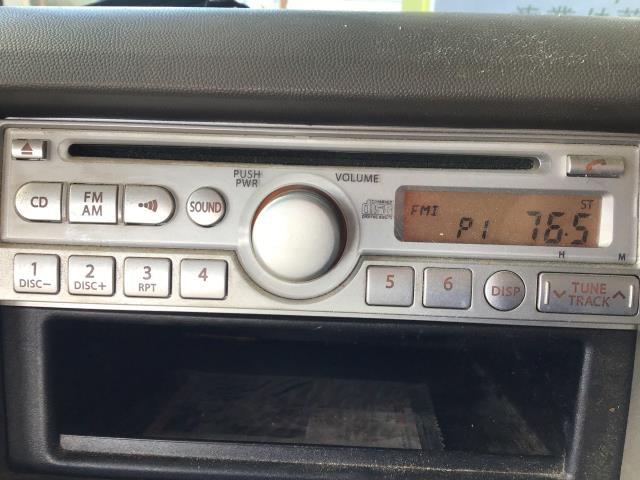 PUSH
PWR
VOLUME
CD
FM
AM
SOUND
FM1
ST
P1 76.5
H M
1
DISC−
2
DISC+
3
RPT
4
5
6
DISP
TUNE
TRACK